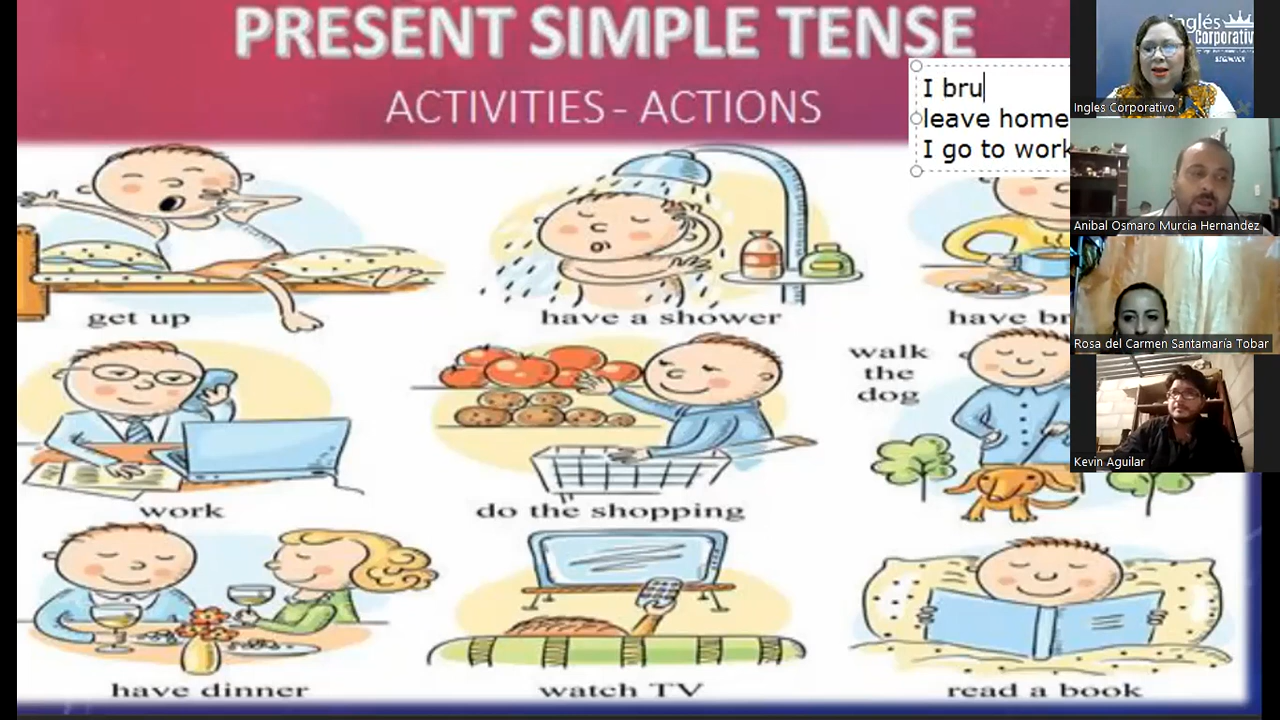 PRESENT SIMPLE TENSE
ACTIVITIES - ACTIONS
I bru
leave home
I go to work
get up
have a shower
have br
work
do the shopping
walk
the
dog
have dinner
watch TV
read a book
Inglés
Corporativo
Ingles Corporativo
Anibal Osmaro Murcia Hernandez
Rosa del Carmen Santamaría Tobar
Kevin Aguilar